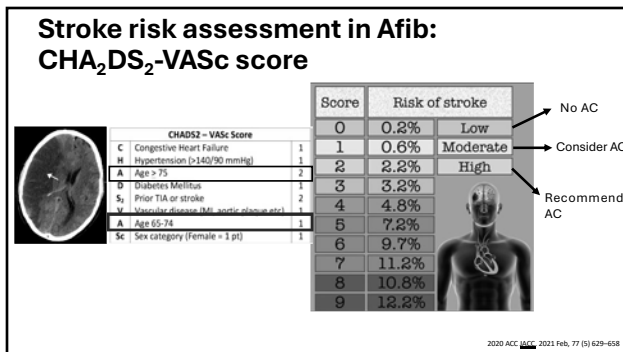 Stroke risk assessment in Afib:
CHA₂DS₂-VASc score
CHADS2 – VASc Score
C Congestive Heart Failure 1
H Hypertension (>140/90 mmHg) 1
A Age > 75 2
D Diabetes Mellitus 1
S₂ Prior TIA or stroke 2
V Vascular disease (MI, aortic plaque etc) 1
A Age 65-74 1
Sc Sex category (Female = 1 pt) 1
Score Risk of stroke
0 0.2% Low
1 0.6% Moderate
2 2.2% High
3 3.2%
4 4.8%
5 7.2%
6 9.7%
7 11.2%
8 10.8%
9 12.2%
No AC
Consider AC
Recommend
AC
2020 ACC JACC. 2021 Feb, 77 (5) 629–658